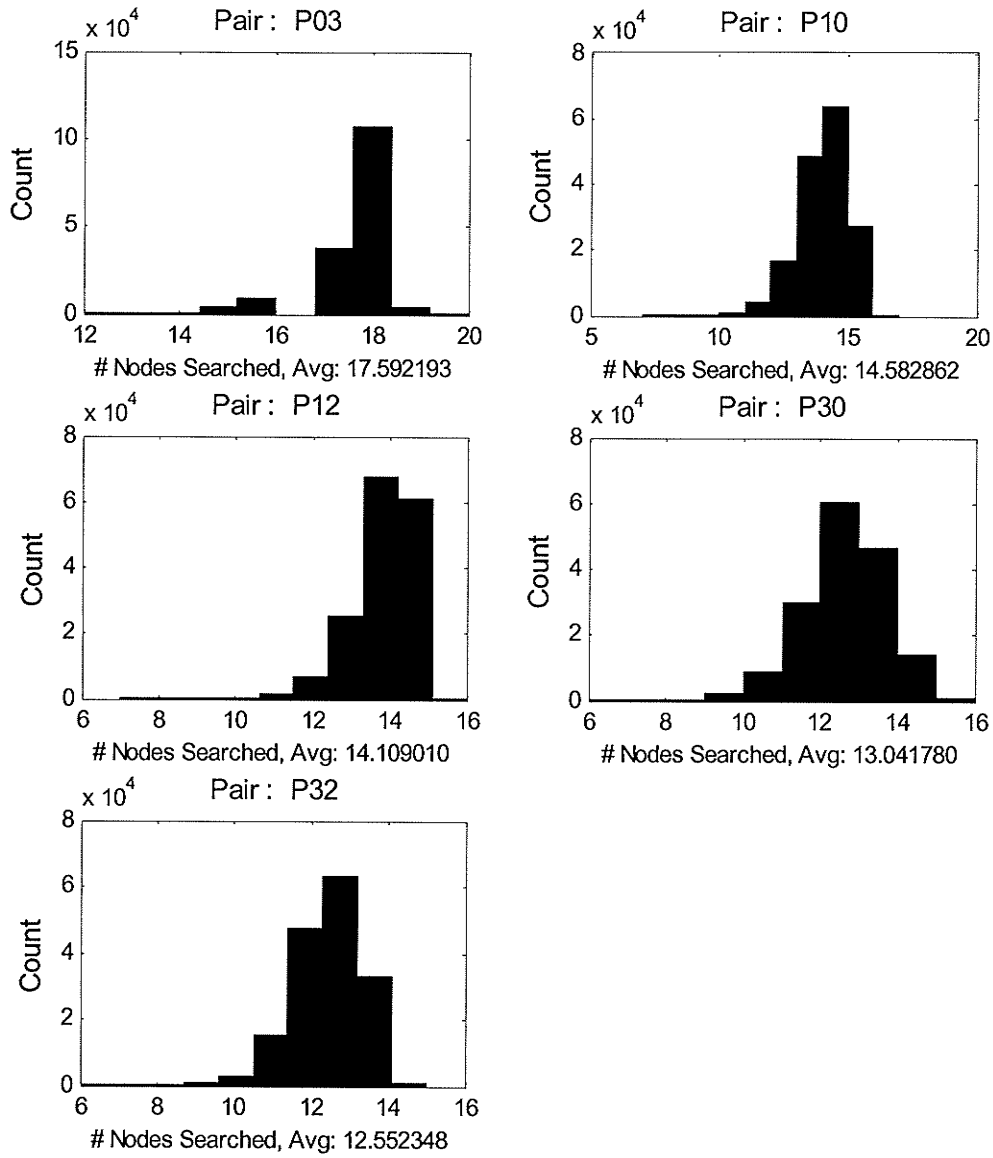 Pair : P03
x 10^4
15
10
5
0
Count
12 14 16 18 20
# Nodes Searched, Avg: 17.592193
Pair : P10
x 10^4
8
6
4
2
0
Count
5 10 15 20
# Nodes Searched, Avg: 14.582862
Pair : P12
x 10^4
8
6
4
2
0
Count
6 8 10 12 14 16
# Nodes Searched, Avg: 14.109010
Pair : P30
x 10^4
8
6
4
2
0
Count
6 8 10 12 14 16
# Nodes Searched, Avg: 13.041780
Pair : P32
x 10^4
8
6
4
2
0
Count
6 8 10 12 14 16
# Nodes Searched, Avg: 12.552348